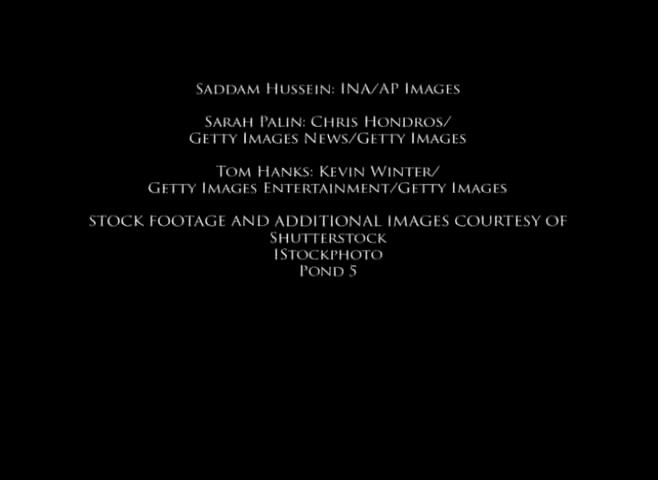 Saddam Hussein: INA/AP Images
Sarah Palin: Chris Hondros/
Getty Images News/Getty Images
Tom Hanks: Kevin Winter/
Getty Images Entertainment/Getty Images
STOCK FOOTAGE AND ADDITIONAL IMAGES COURTESY OF
Shutterstock
IStockphoto
Pond 5